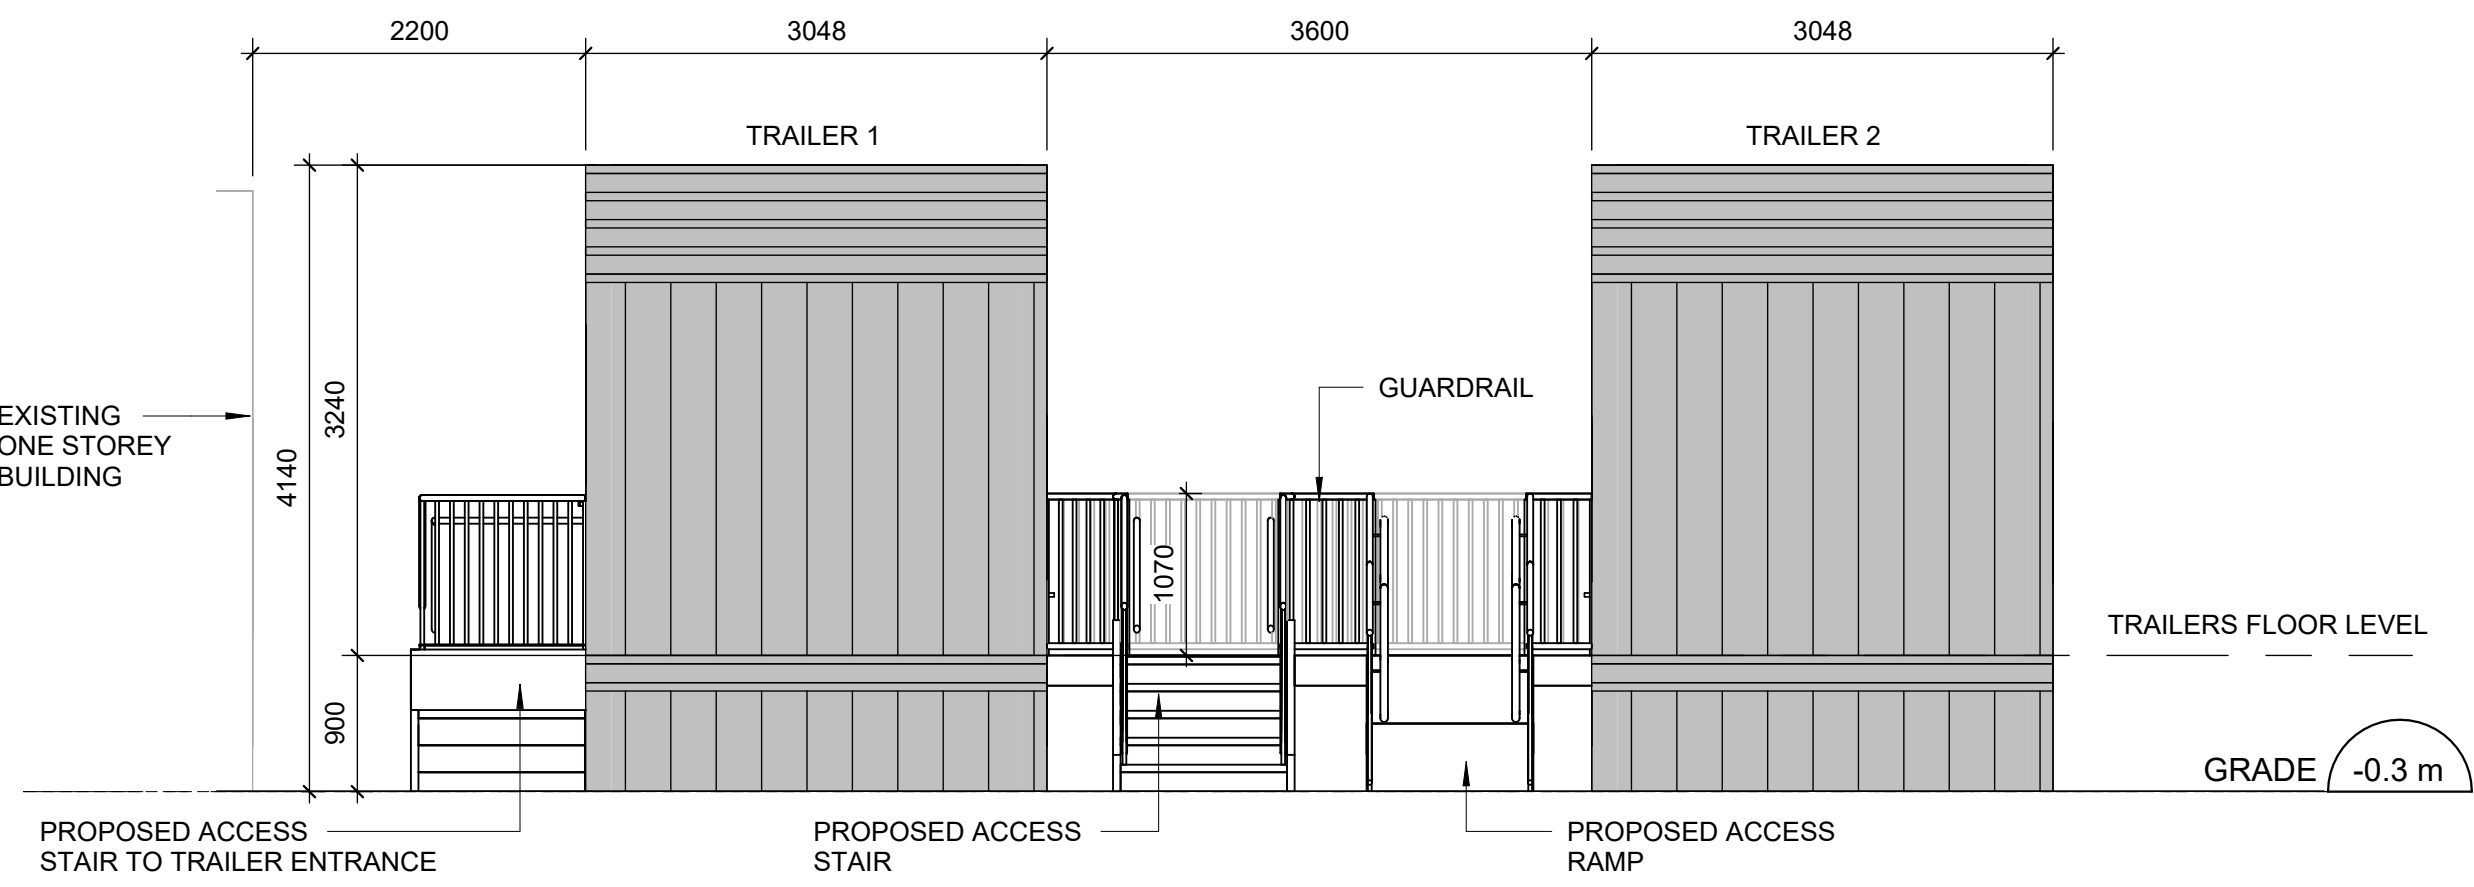 2200
3048
3600
3048
TRAILER 1
TRAILER 2
GUARDRAIL
EXISTING
ONE STOREY
BUILDING
3240
4140
1070
TRAILERS FLOOR LEVEL
900
GRADE
-0.3 m
PROPOSED ACCESS
STAIR TO TRAILER ENTRANCE
PROPOSED ACCESS
STAIR
PROPOSED ACCESS
RAMP